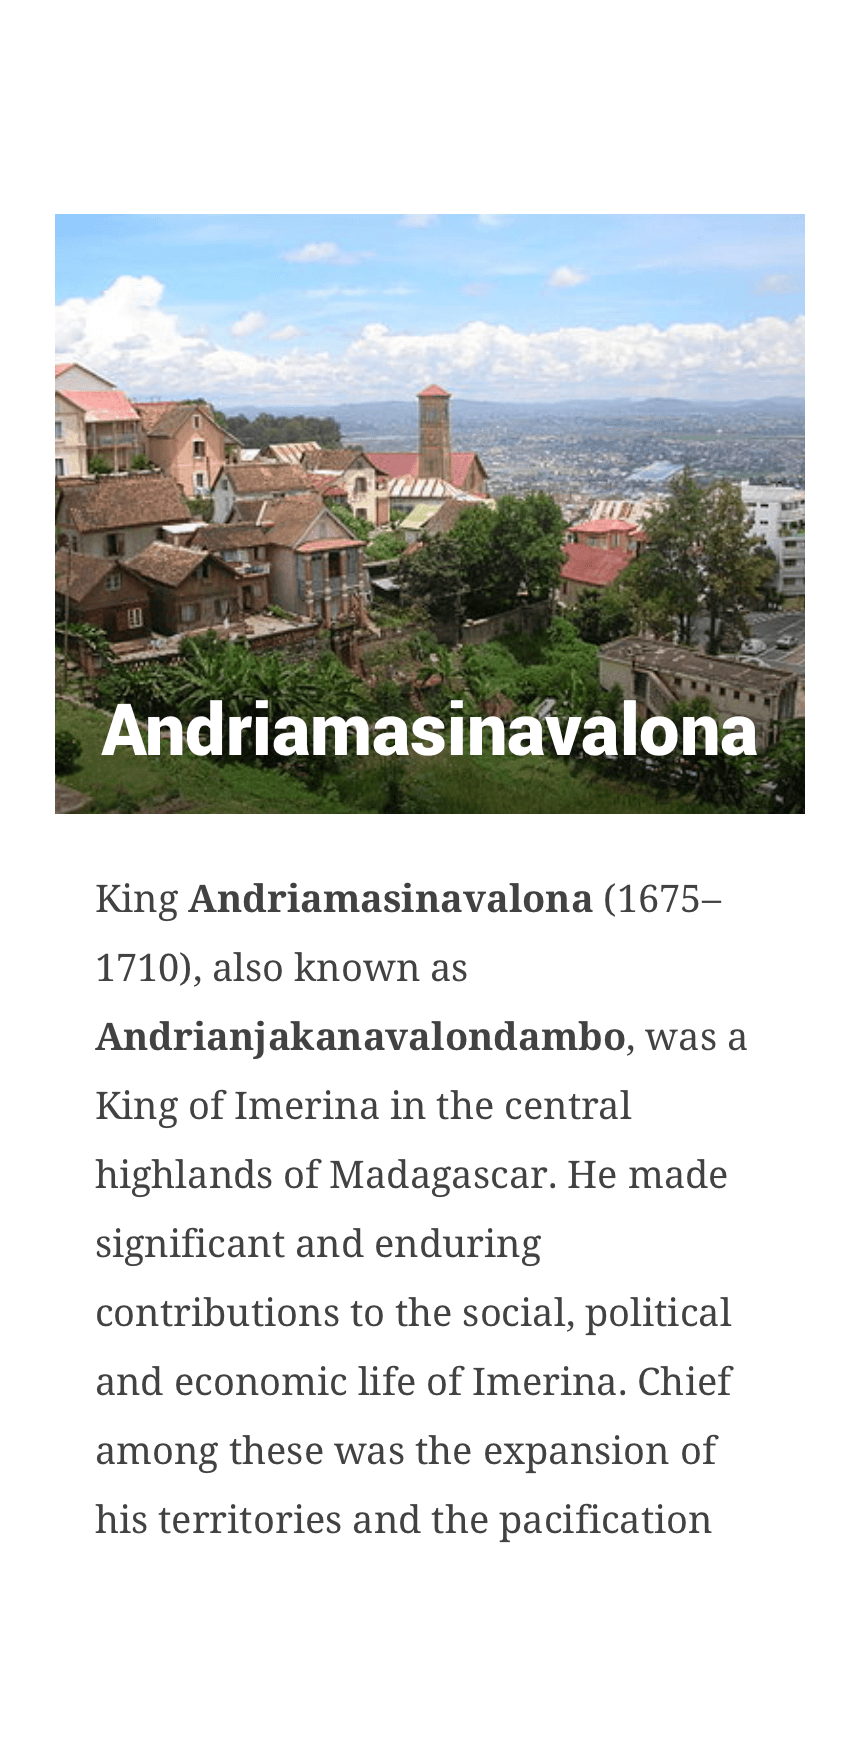 Andriamasinavalona
King Andriamasinavalona (1675–
1710), also known as
Andrianjakanavalondambo, was a
King of Imerina in the central
highlands of Madagascar. He made
significant and enduring
contributions to the social, political
and economic life of Imerina. Chief
among these was the expansion of
his territories and the pacification